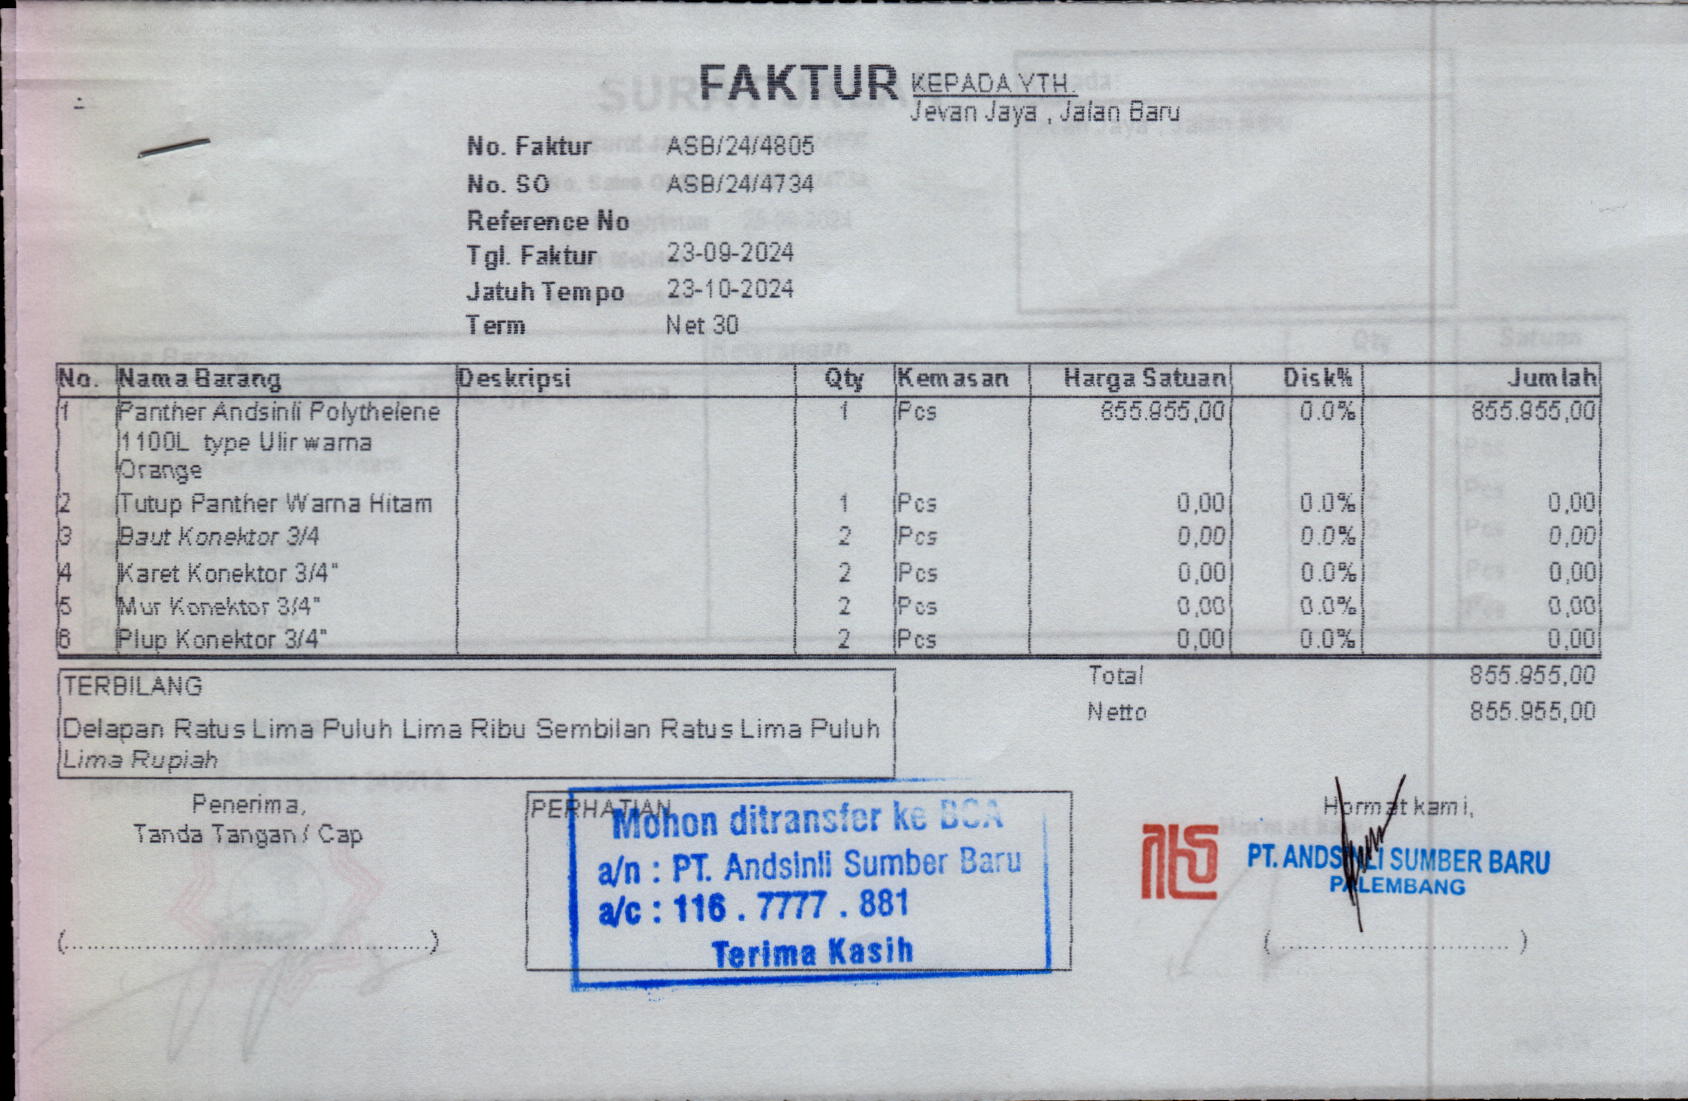 FAKTUR
KEPADA YTH.
Jevan Jaya , Jalan Baru
No. Faktur ASB/24/4805
No. SO ASB/24/4734
Reference No
Tgl. Faktur 23-09-2024
Jatuh Tempo 23-10-2024
Term Net 30
No. Nama Barang Deskripsi Qty Kemasan Harga Satuan Disk% Jumlah
1 Panther Andsinli Polythelene 1 Pcs 855.955,00 0.0% 855.955,00
1100L type Ulir warna
Orange
2 Tutup Panther Warna Hitam 1 Pcs 0,00 0.0% 0,00
3 Baut Konektor 3/4 2 Pcs 0,00 0.0% 0,00
4 Karet Konektor 3/4" 2 Pcs 0,00 0.0% 0,00
5 Mur Konektor 3/4" 2 Pcs 0,00 0.0% 0,00
6 Plup Konektor 3/4" 2 Pcs 0,00 0.0% 0,00
Total 855.955,00
Netto 855.955,00
TERBILANG
Delapan Ratus Lima Puluh Lima Ribu Sembilan Ratus Lima Puluh
Lima Rupiah
Penerima,
Tanda Tangan / Cap
(....................................................)
PERHATIAN
Mohon ditransfer ke BCA
a/n : PT. Andsinli Sumber Baru
a/c : 116 . 7777 . 881
Terima Kasih
Hormat kami,
PT. ANDSINLI SUMBER BARU
PALEMBANG
(.................................)